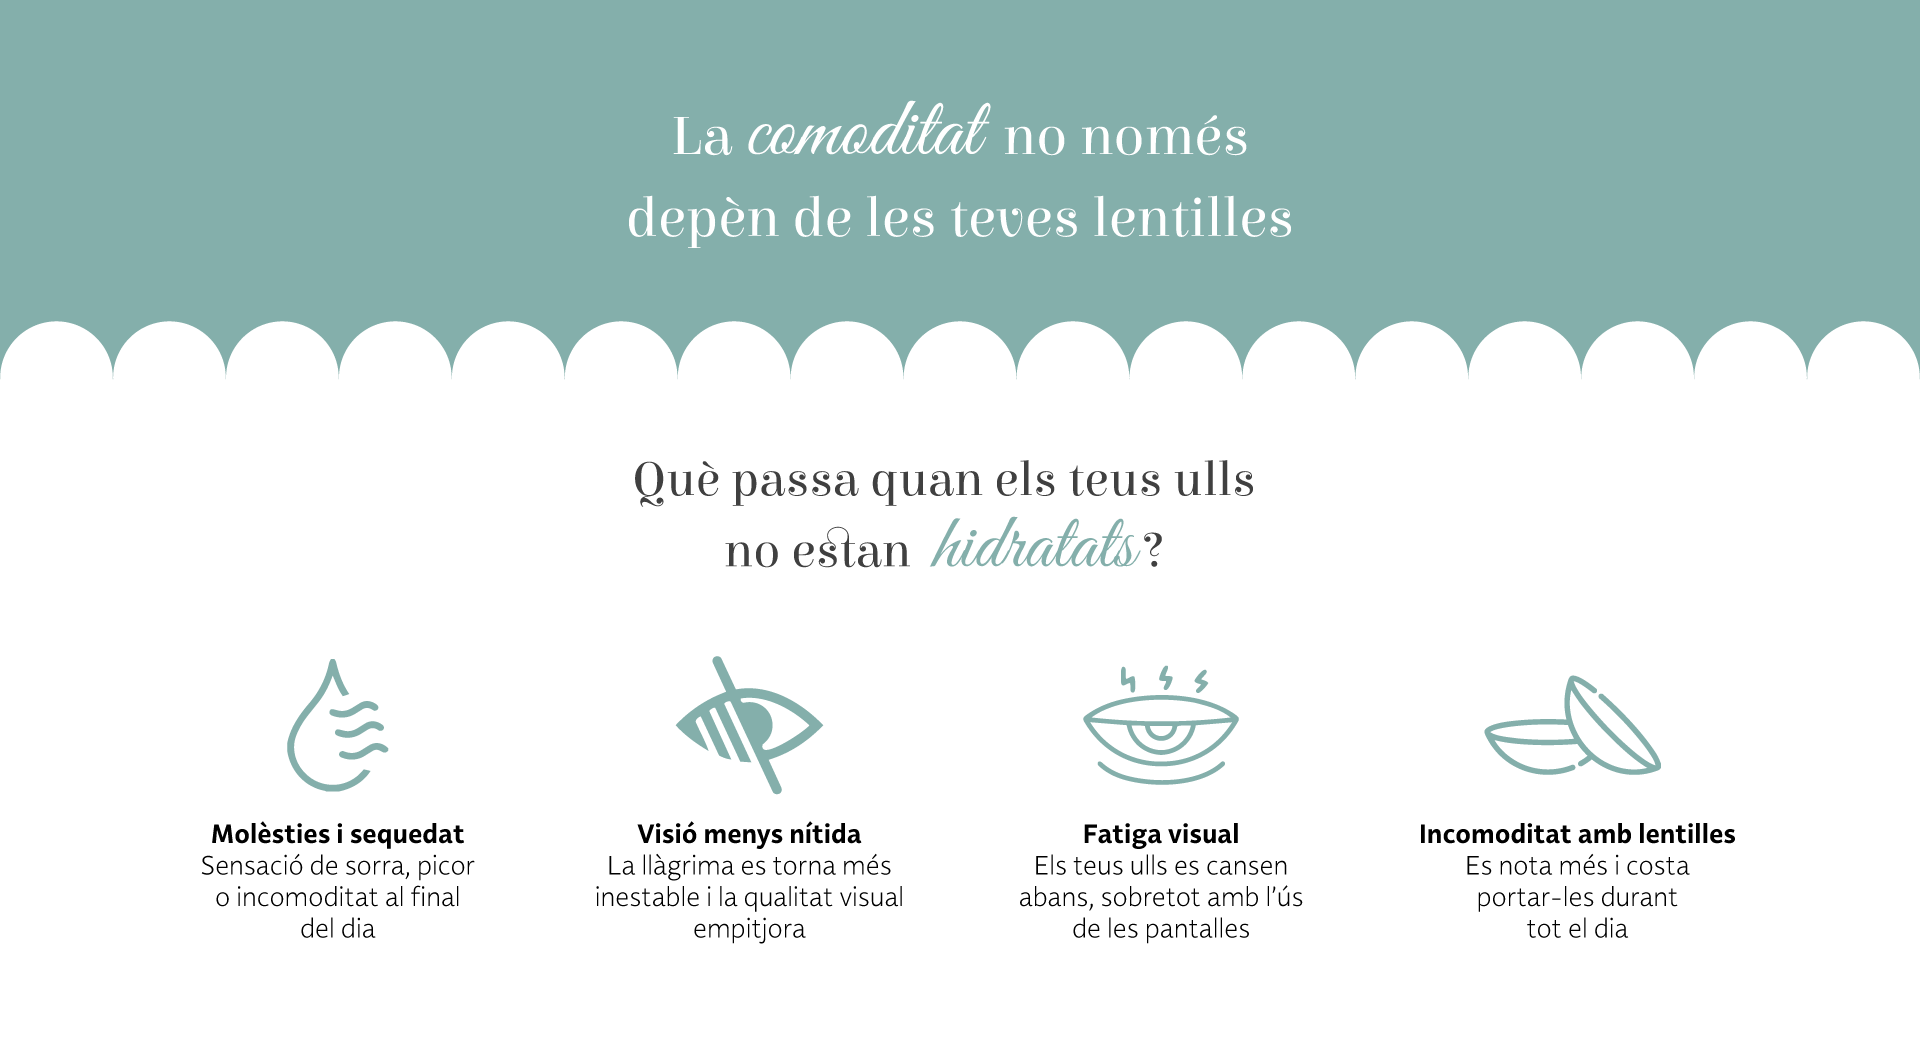 La comoditat no només
depèn de les teves lentilles
Què passa quan els teus ulls
no estan hidratats?
Molèsties i sequedat
Sensació de sorra, picor
o incomoditat al final
del dia
Visió menys nítida
La llàgrima es torna més
inestable i la qualitat visual
empitjora
Fatiga visual
Els teus ulls es cansen
abans, sobretot amb l'ús
de les pantalles
Incomoditat amb lentilles
Es nota més i costa
portar-les durant
tot el dia